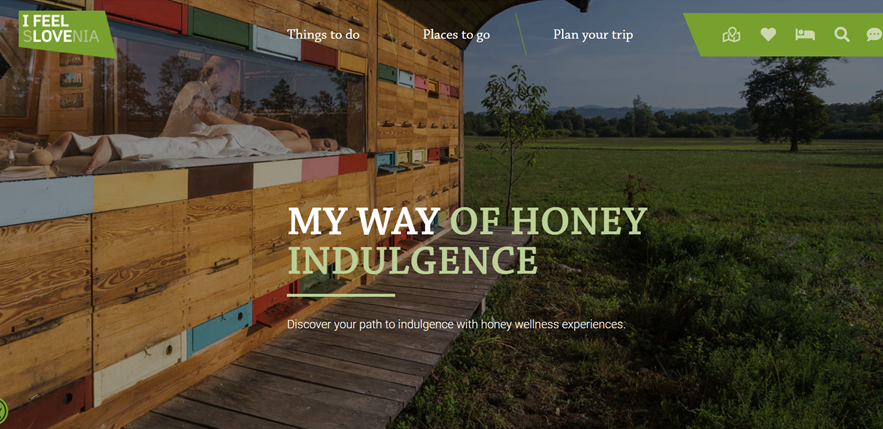 I FEEL
SLOVENIA
Things to do
Places to go
Plan your trip
MY WAY OF HONEY
INDULGENCE
Discover your path to indulgence with honey wellness experiences.